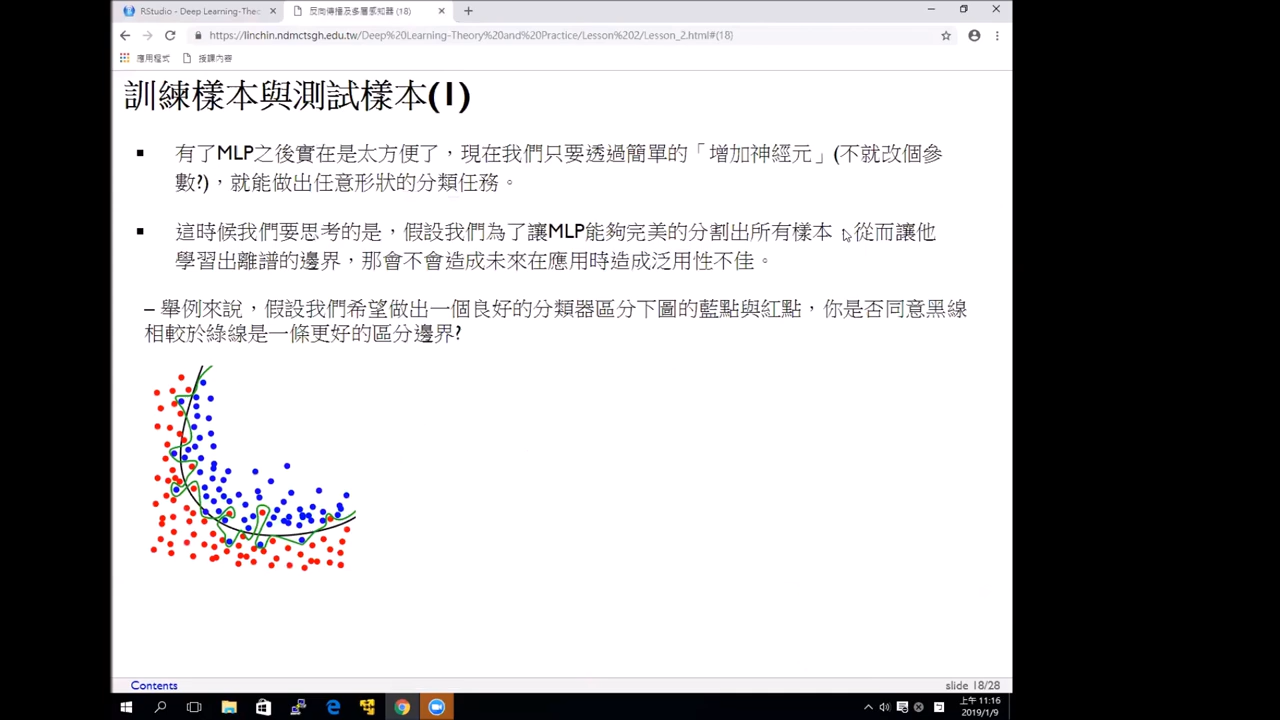 RStudio - Deep Learning-Theo
反向傳播及多層感知器 (18)
https://linchin.ndmctsgh.edu.tw/Deep%20Learning-Theory%20and%20Practice/Lesson%202/Lesson_2.html#(18)
應用程式
授課內容
訓練樣本與測試樣本(1)
有了MLP之後實在是太方便了，現在我們只要透過簡單的「增加神經元」(不就改個參
數?)，就能做出任意形狀的分類任務。
這時候我們要思考的是，假設我們為了讓MLP能夠完美的分割出所有樣本，從而讓他
學習出離譜的邊界，那會不會造成未來在應用時造成泛用性不佳。
– 舉例來說，假設我們希望做出一個良好的分類器區分下圖的藍點與紅點，你是否同意黑線
相較於綠線是一條更好的區分邊界?
Contents
slide 18/28
上午 11:16
2019/1/9